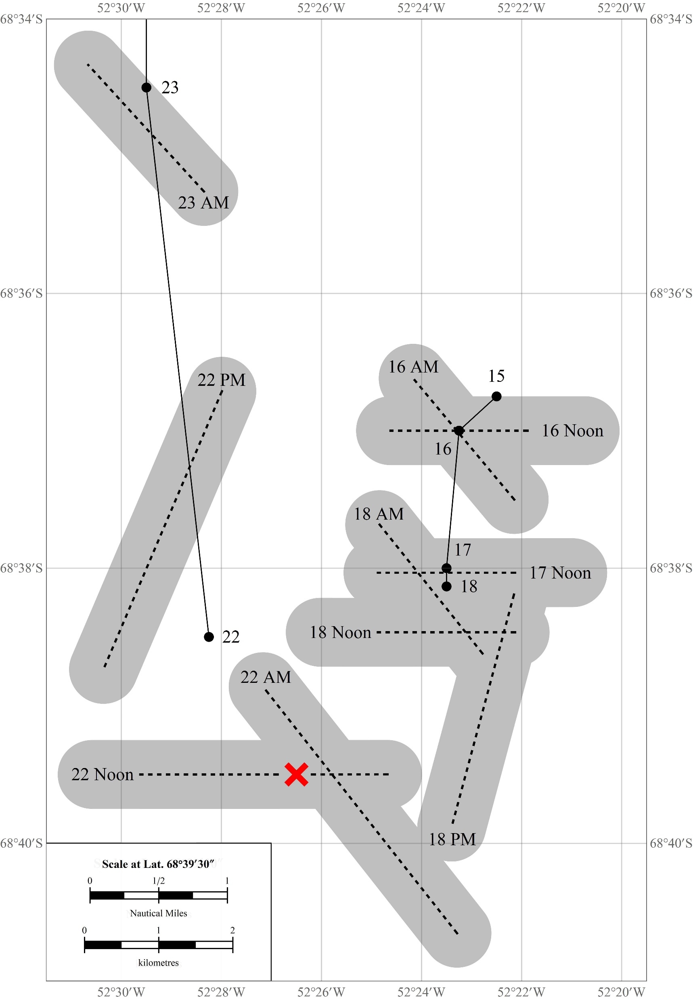 52°30′W 52°28′W 52°26′W 52°24′W 52°22′W 52°20′W
68°34′S 68°34′S
23
23 AM
68°36′S 68°36′S
16 AM
15
22 PM
16 Noon
16
18 AM
17
68°38′S 68°38′S
17 Noon
18
18 Noon
22
22 AM
22 Noon
18 PM
68°40′S 68°40′S
Scale at Lat. 68°39′30″
0 1/2 1
Nautical Miles
0 1 2
kilometres
52°30′W 52°28′W 52°26′W 52°24′W 52°22′W 52°20′W